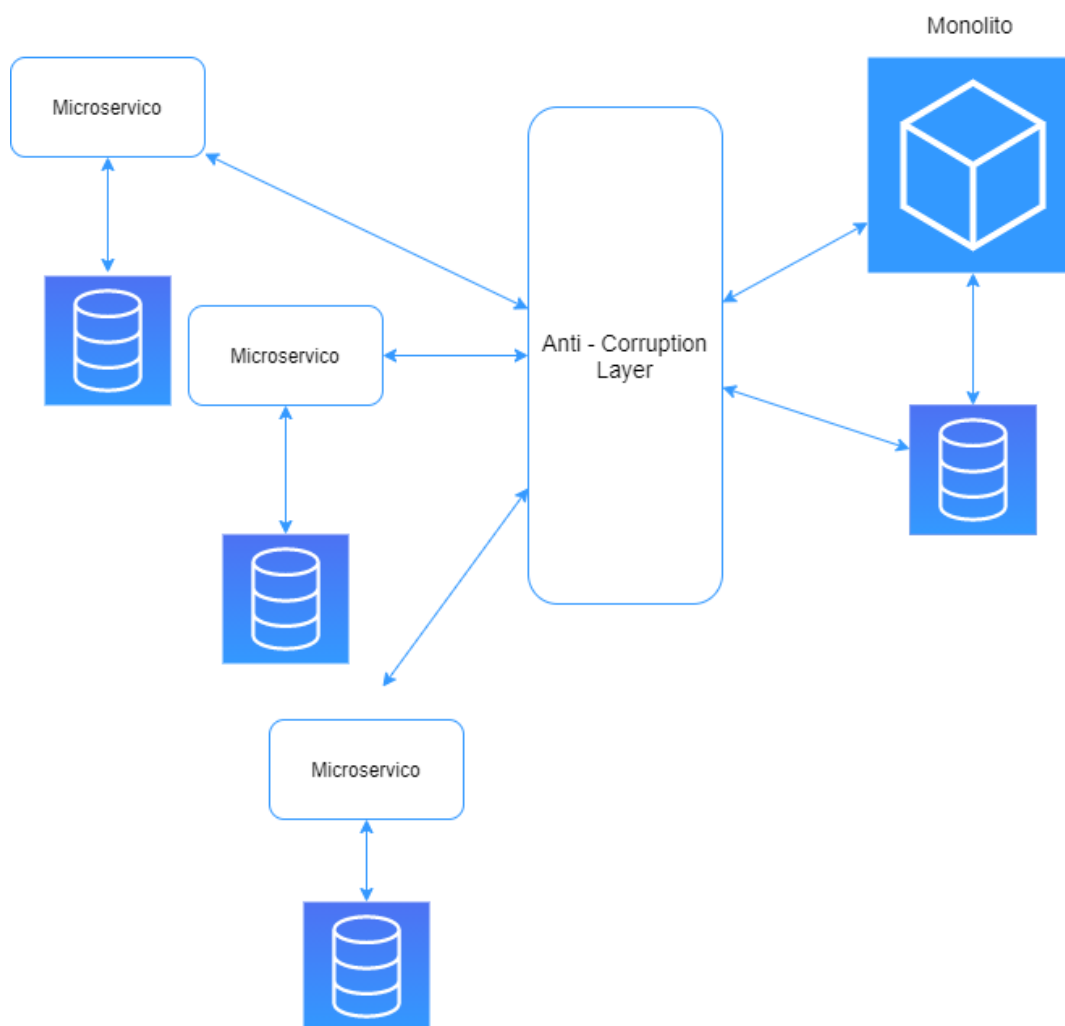 Monolito
Microservico
Anti - Corruption
Layer
Microservico
Microservico